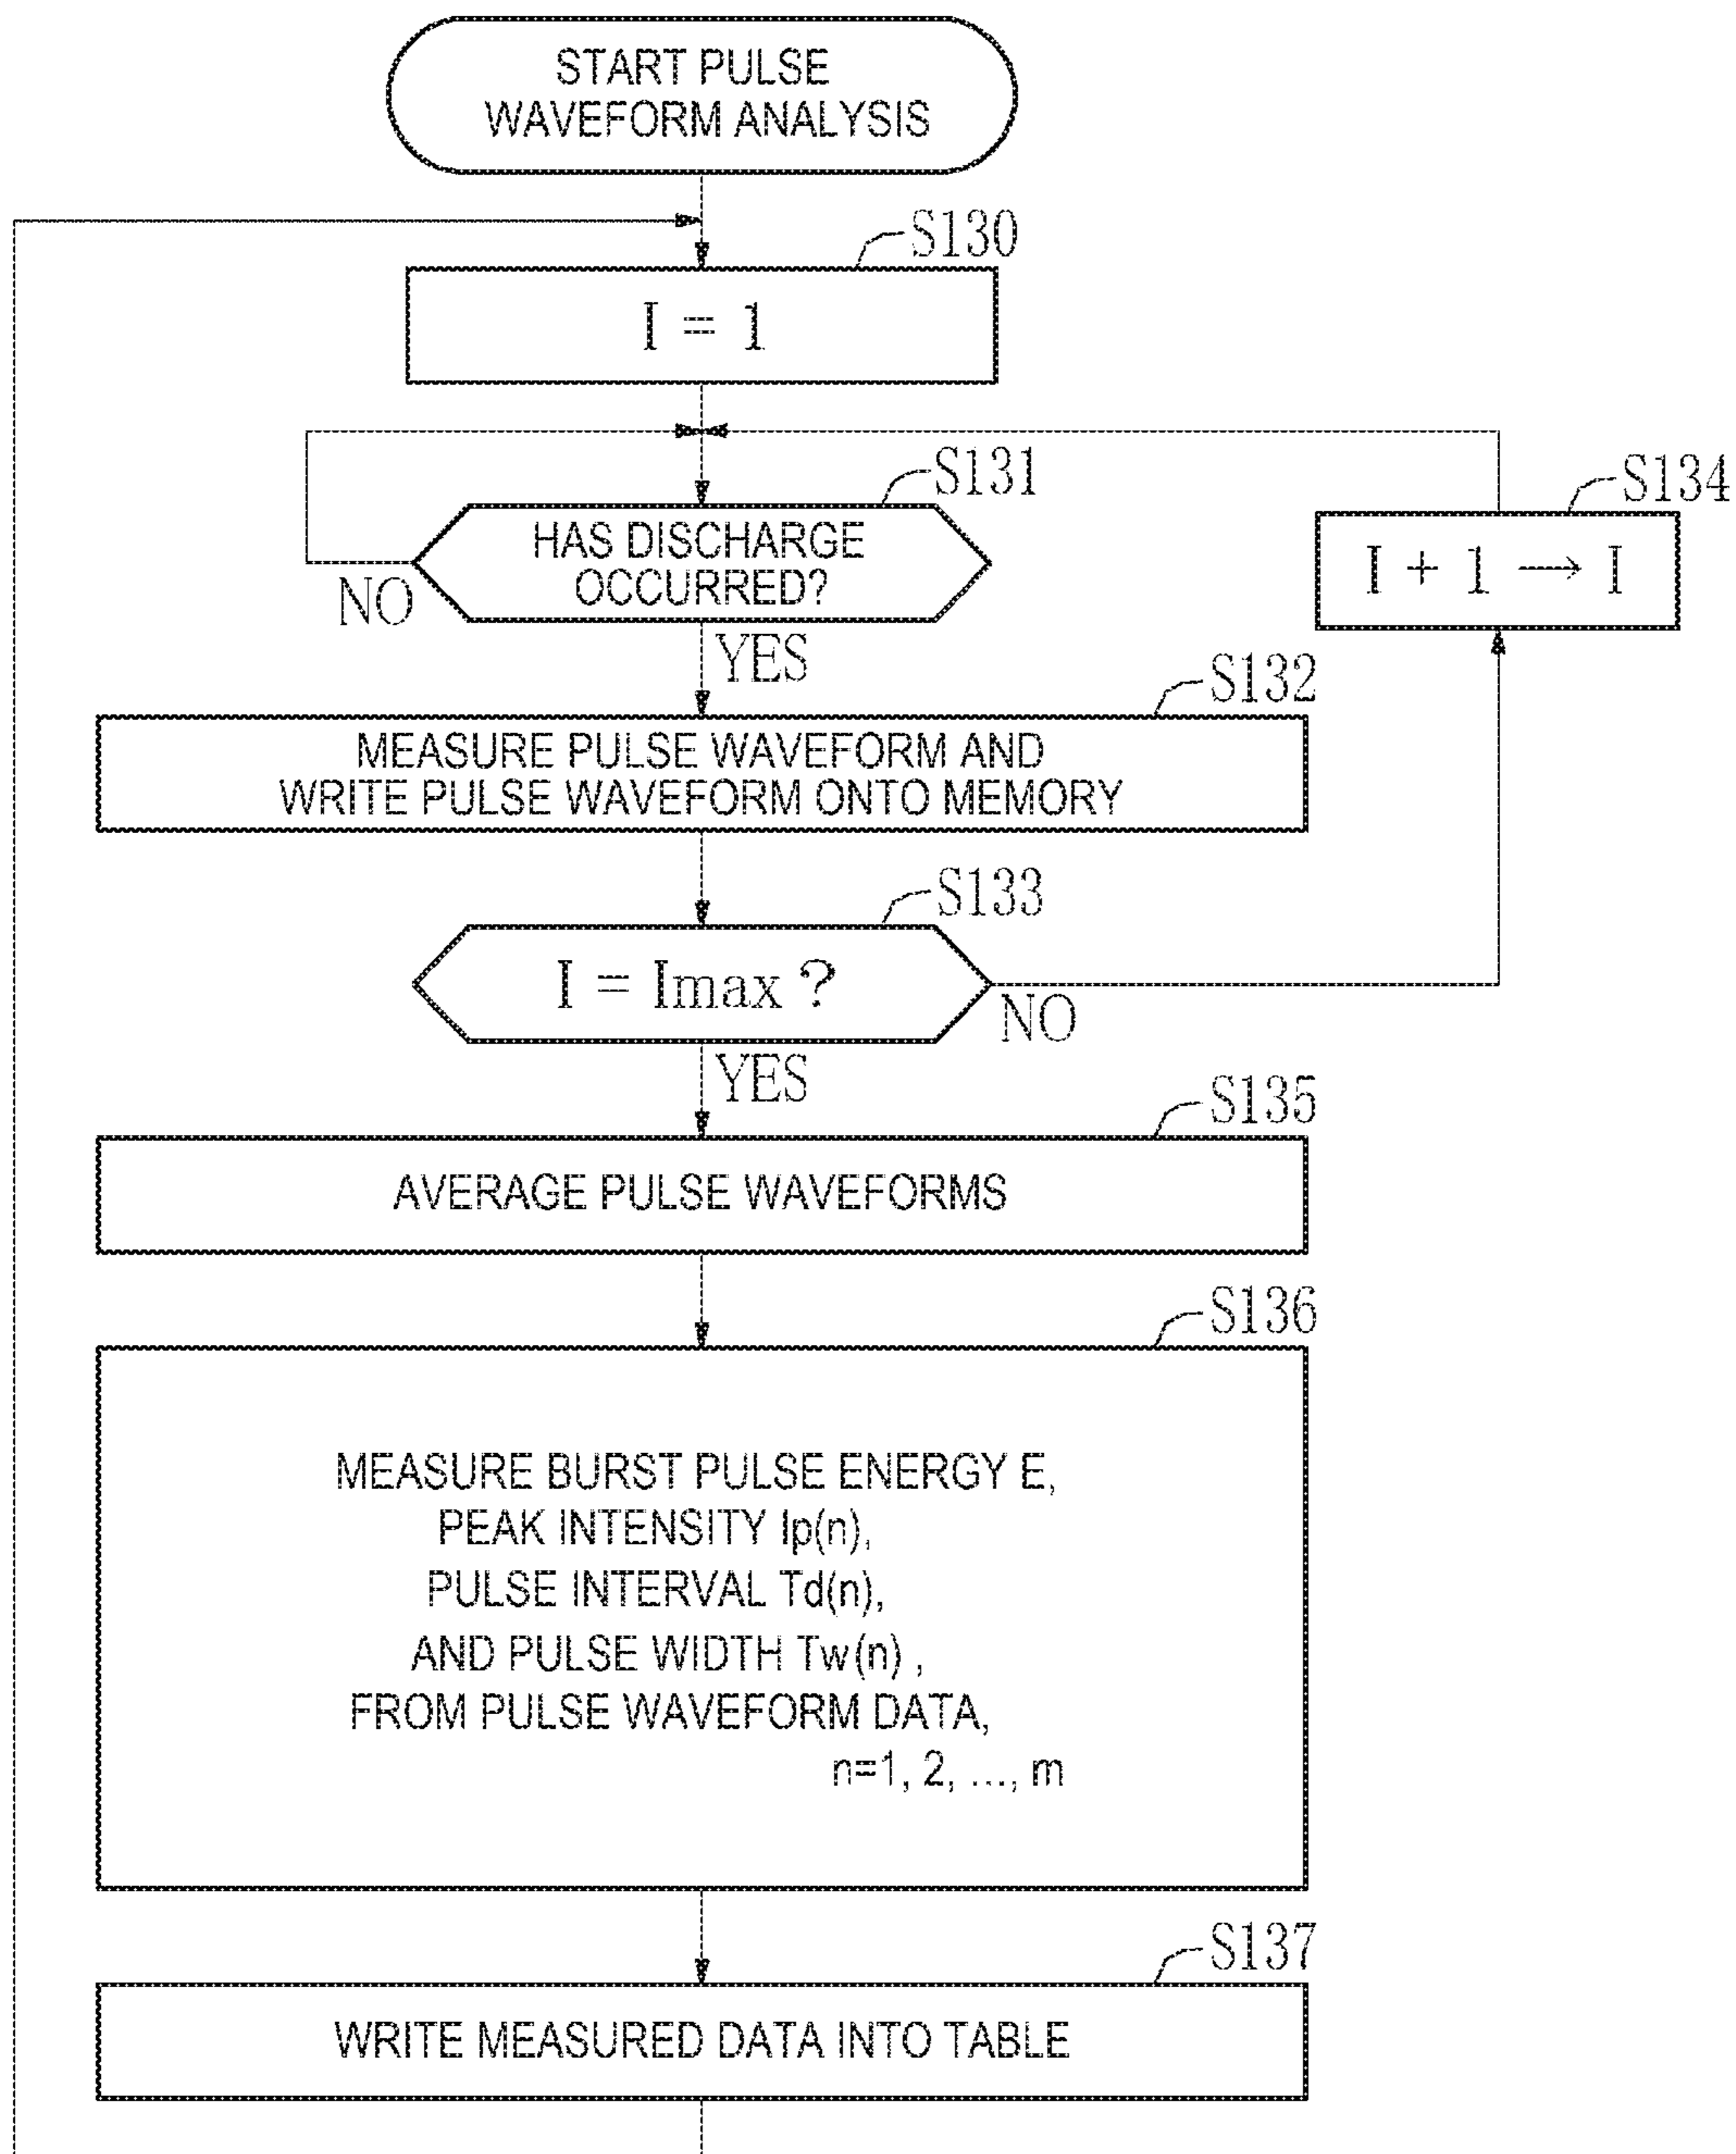 START PULSE
WAVEFORM ANALYSIS
S130
I = 1
S131
HAS DISCHARGE
OCCURRED?
NO
YES
S134
I + 1 → I
S132
MEASURE PULSE WAVEFORM AND
WRITE PULSE WAVEFORM ONTO MEMORY
S133
I = Imax ?
NO
YES
S135
AVERAGE PULSE WAVEFORMS
S136
MEASURE BURST PULSE ENERGY E,
PEAK INTENSITY Ip(n),
PULSE INTERVAL Td(n),
AND PULSE WIDTH Tw(n) ,
FROM PULSE WAVEFORM DATA,
n=1, 2, ..., m
S137
WRITE MEASURED DATA INTO TABLE